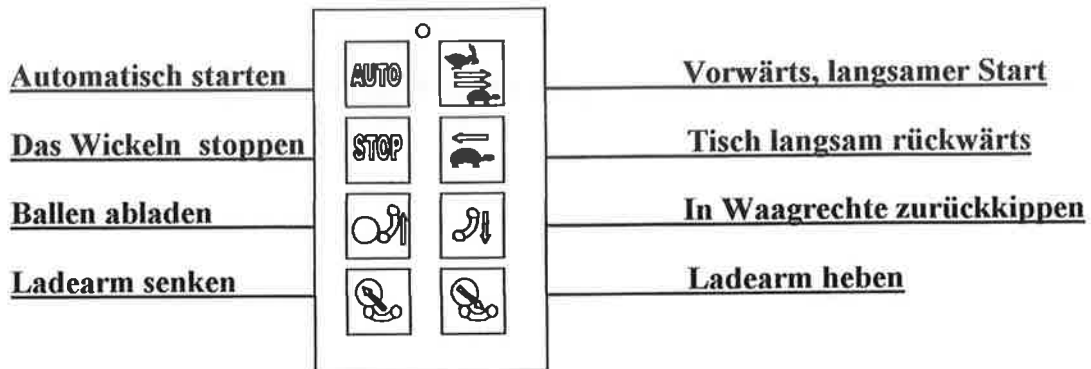 Automatisch starten
AUTO
Vorwärts, langsamer Start
Das Wickeln stoppen
STOP
Tisch langsam rückwärts
Ballen abladen
In Waagrechte zurückkippen
Ladearm senken
Ladearm heben